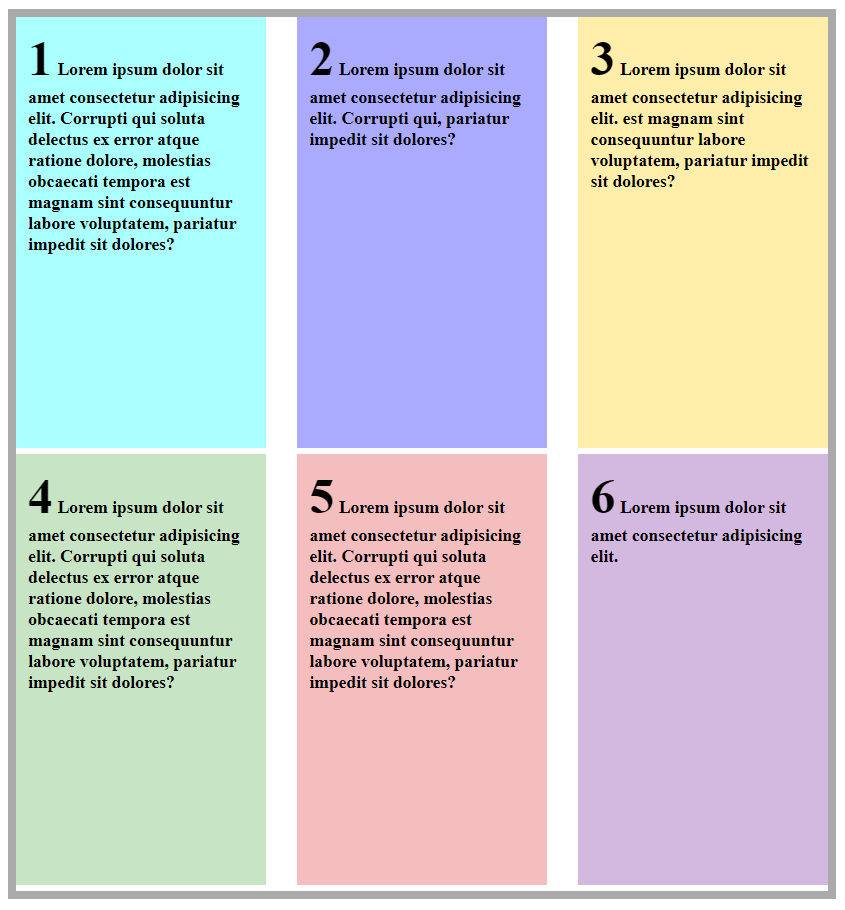 1 Lorem ipsum dolor sit
amet consectetur adipisicing
elit. Corrupti qui soluta
delectus ex error atque
ratione dolore, molestias
obcaecati tempora est
magnam sint consequuntur
labore voluptatem, pariatur
impedit sit dolores?
2 Lorem ipsum dolor sit
amet consectetur adipisicing
elit. Corrupti qui, pariatur
impedit sit dolores?
3 Lorem ipsum dolor sit
amet consectetur adipisicing
elit. est magnam sint
consequuntur labore
voluptatem, pariatur impedit
sit dolores?
4 Lorem ipsum dolor sit
amet consectetur adipisicing
elit. Corrupti qui soluta
delectus ex error atque
ratione dolore, molestias
obcaecati tempora est
magnam sint consequuntur
labore voluptatem, pariatur
impedit sit dolores?
5 Lorem ipsum dolor sit
amet consectetur adipisicing
elit. Corrupti qui soluta
delectus ex error atque
ratione dolore, molestias
obcaecati tempora est
magnam sint consequuntur
labore voluptatem, pariatur
impedit sit dolores?
6 Lorem ipsum dolor sit
amet consectetur adipisicing
elit.